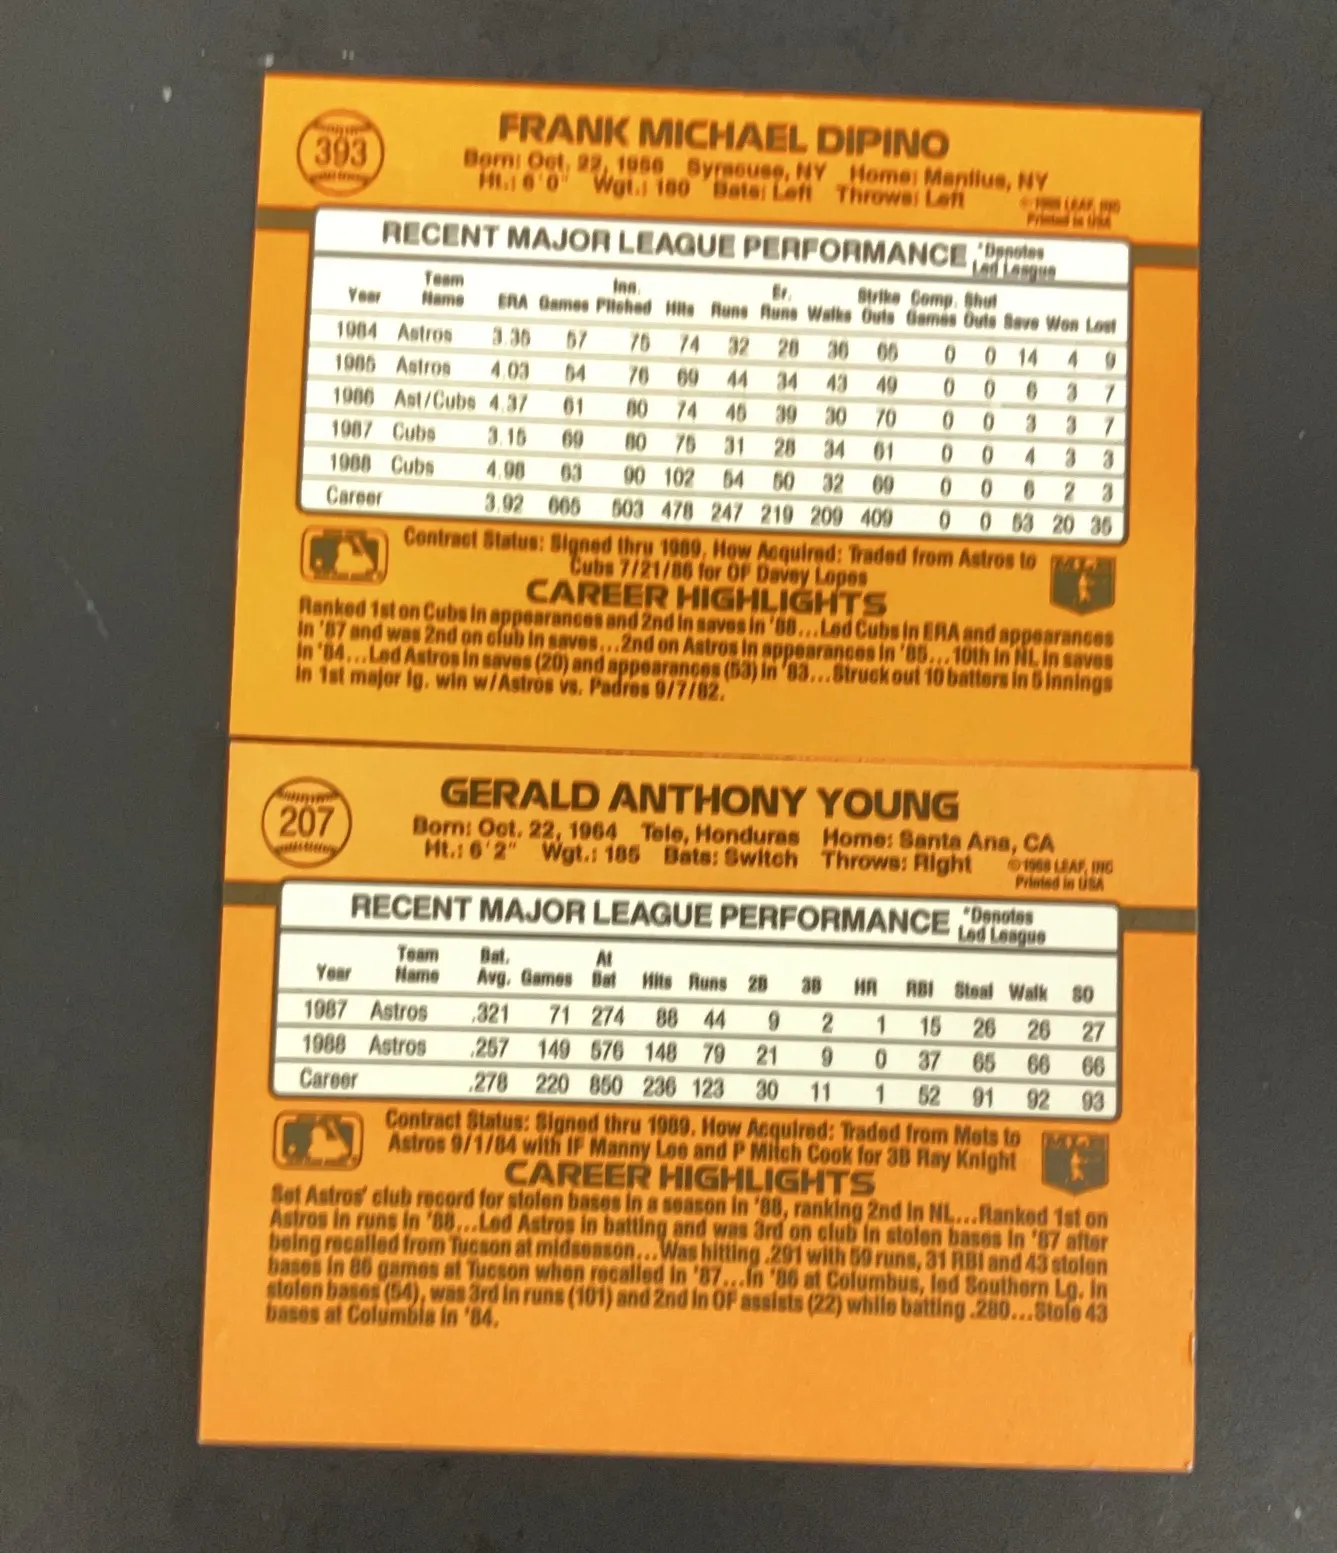 393
FRANK MICHAEL DIPINO
Born: Oct. 22, 1956 Syracuse, NY Home: Manlius, NY
Ht.: 6'0" Wgt.: 180 Bats: Left Throws: Left
© 1988 LEAF, INC
Printed in USA
RECENT MAJOR LEAGUE PERFORMANCE *Denotes Led League
Year Team Name ERA Games Inn. Pitched Hits Runs Er. Runs Walks Strike Outs Comp. Games Shut Outs Save Won Lost
1984 Astros 3.35 57 75 74 32 28 36 65 0 0 14 4 9
1985 Astros 4.03 54 76 69 44 34 43 49 0 0 6 3 7
1986 Ast/Cubs 4.37 61 80 74 45 39 30 70 0 0 3 3 7
1987 Cubs 3.15 69 80 75 31 28 34 61 0 0 4 3 3
1988 Cubs 4.98 63 90 102 54 50 32 69 0 0 6 2 3
Career 3.92 665 503 478 247 219 209 409 0 0 53 20 35
Contract Status: Signed thru 1989. How Acquired: Traded from Astros to
Cubs 7/21/86 for OF Davey Lopes
CAREER HIGHLIGHTS
Ranked 1st on Cubs in appearances and 2nd in saves in '88...Led Cubs in ERA and appearances
in '87 and was 2nd on club in saves...2nd on Astros in appearances in '85...10th in NL in saves
in '84...Led Astros in saves (20) and appearances (53) in '83...Struck out 10 batters in 5 innings
in 1st major lg. win w/Astros vs. Padres 9/7/82.
207
GERALD ANTHONY YOUNG
Born: Oct. 22, 1964 Tele, Honduras Home: Santa Ana, CA
Ht.: 6'2" Wgt.: 185 Bats: Switch Throws: Right
© 1988 LEAF, INC
Printed in USA
RECENT MAJOR LEAGUE PERFORMANCE *Denotes Led League
Year Team Name Bat. Avg. Games At Bat Hits Runs 2B 3B HR RBI Steal Walk SO
1987 Astros .321 71 274 88 44 9 2 1 15 26 26 27
1988 Astros .257 149 576 148 79 21 9 0 37 65 66 66
Career .278 220 850 236 123 30 11 1 52 91 92 93
Contract Status: Signed thru 1989. How Acquired: Traded from Mets to
Astros 9/1/84 with IF Manny Lee and P Mitch Cook for 3B Ray Knight
CAREER HIGHLIGHTS
Set Astros' club record for stolen bases in a season in '88, ranking 2nd in NL...Ranked 1st on
Astros in runs in '88...Led Astros in batting and was 3rd on club in stolen bases in '87 after
being recalled from Tucson at midseason...Was hitting .291 with 59 runs, 31 RBI and 43 stolen
bases in 86 games at Tucson when recalled in '87...In '86 at Columbus, led Southern Lg. in
stolen bases (54), was 3rd in runs (101) and 2nd in OF assists (22) while batting .280...Stole 43
bases at Columbia in '84.